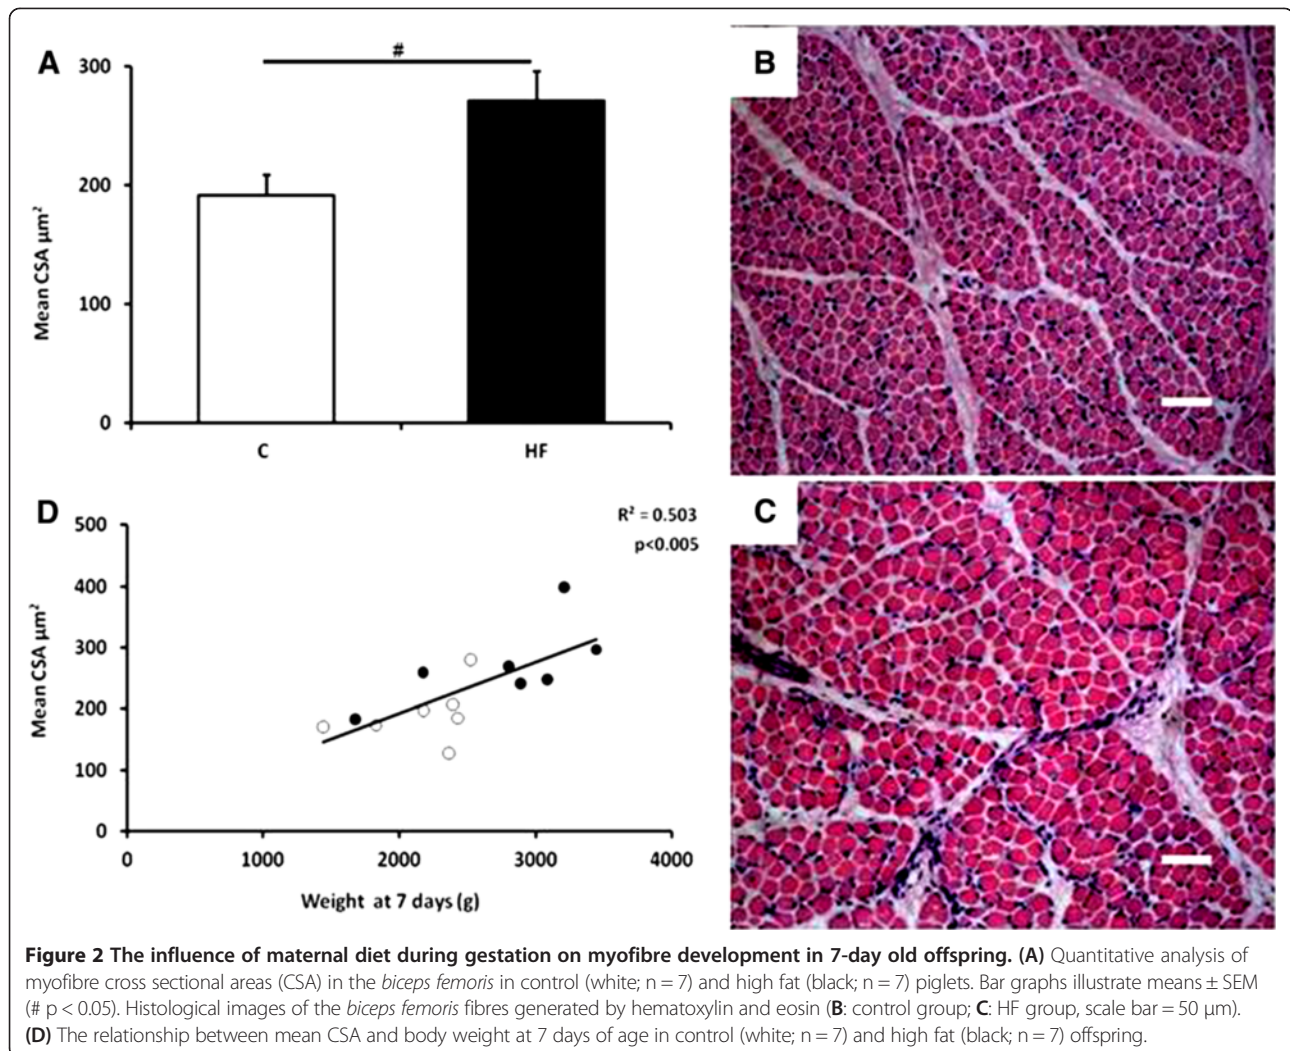 A
#
300
200
100
0
Mean CSA µm²
C
HF
B
C
D
R² = 0.503
p<0.005
500
400
300
200
100
0
Mean CSA µm²
0 1000 2000 3000 4000
Weight at 7 days (g)
Figure 2 The influence of maternal diet during gestation on myofibre development in 7-day old offspring. (A) Quantitative analysis of
myofibre cross sectional areas (CSA) in the biceps femoris in control (white; n = 7) and high fat (black; n = 7) piglets. Bar graphs illustrate means ± SEM
(# p < 0.05). Histological images of the biceps femoris fibres generated by hematoxylin and eosin (B: control group; C: HF group, scale bar = 50 μm).
(D) The relationship between mean CSA and body weight at 7 days of age in control (white; n = 7) and high fat (black; n = 7) offspring.